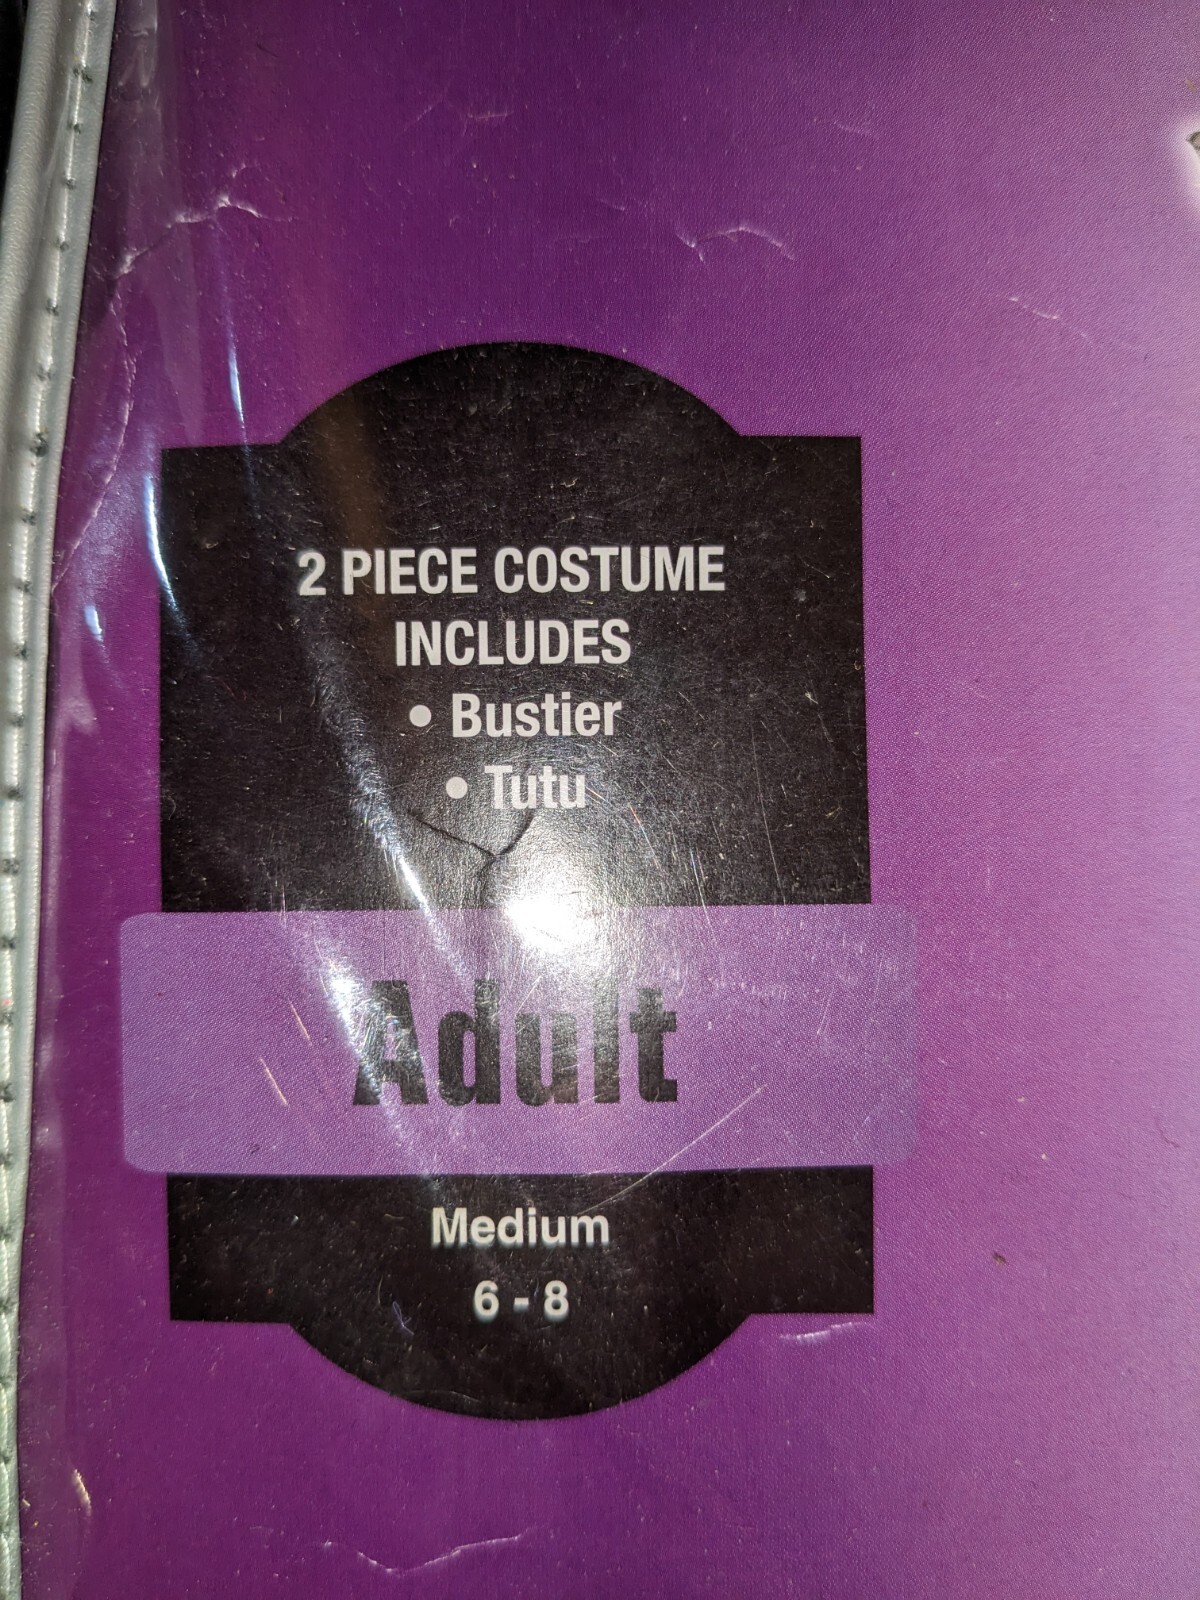 2 PIECE COSTUME
INCLUDES
• Bustier
• Tutu
Adult
Medium
6 - 8